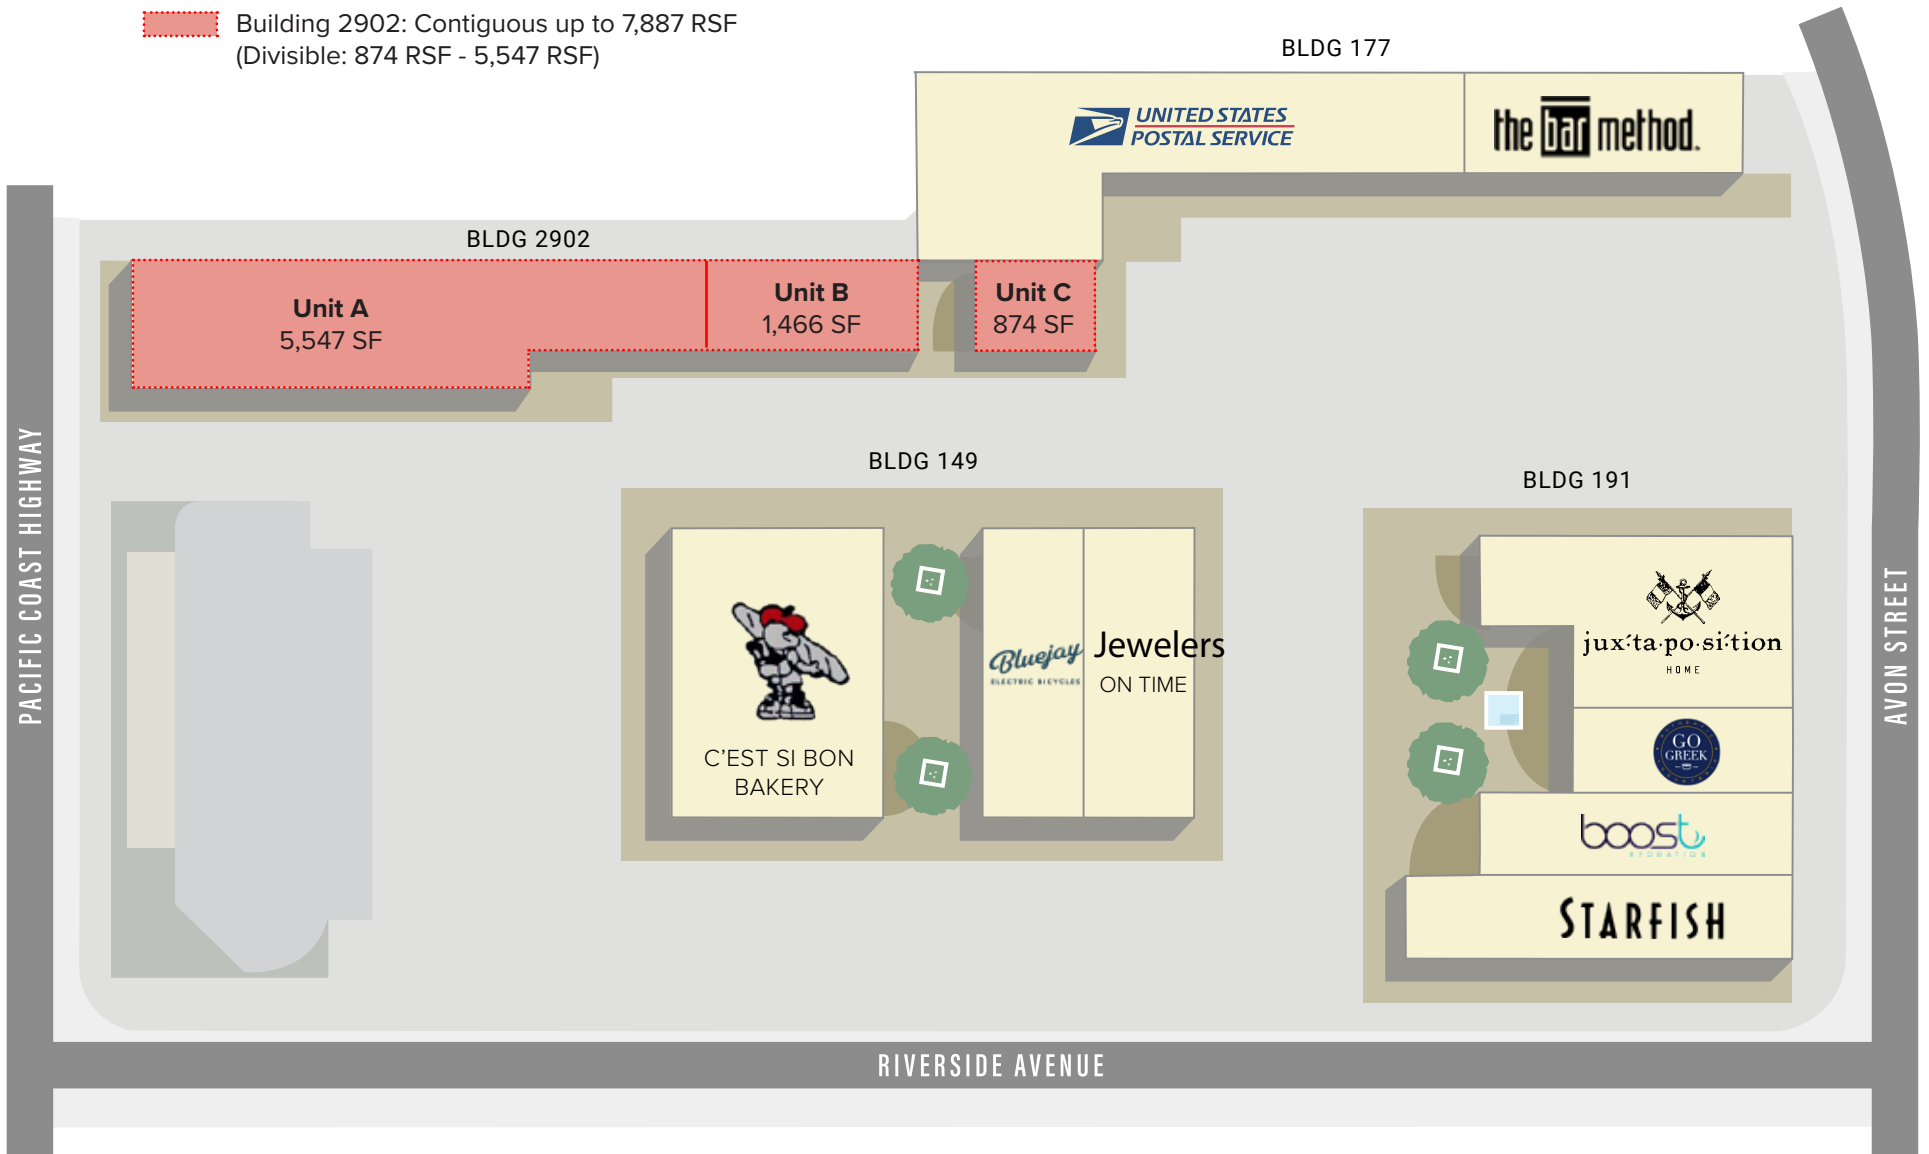 Building 2902: Contiguous up to 7,887 RSF
(Divisible: 874 RSF - 5,547 RSF)
BLDG 177
UNITED STATES
POSTAL SERVICE
the bar method.
BLDG 2902
Unit A
5,547 SF
Unit B
1,466 SF
Unit C
874 SF
PACIFIC COAST HIGHWAY
BLDG 149
C'EST SI BON
BAKERY
Bluejay
ELECTRIC BICYCLES
Jewelers
ON TIME
BLDG 191
jux·ta·po·si·tion
HOME
GO
GREEK
boost
HYDRATION
STARFISH
AVON STREET
RIVERSIDE AVENUE